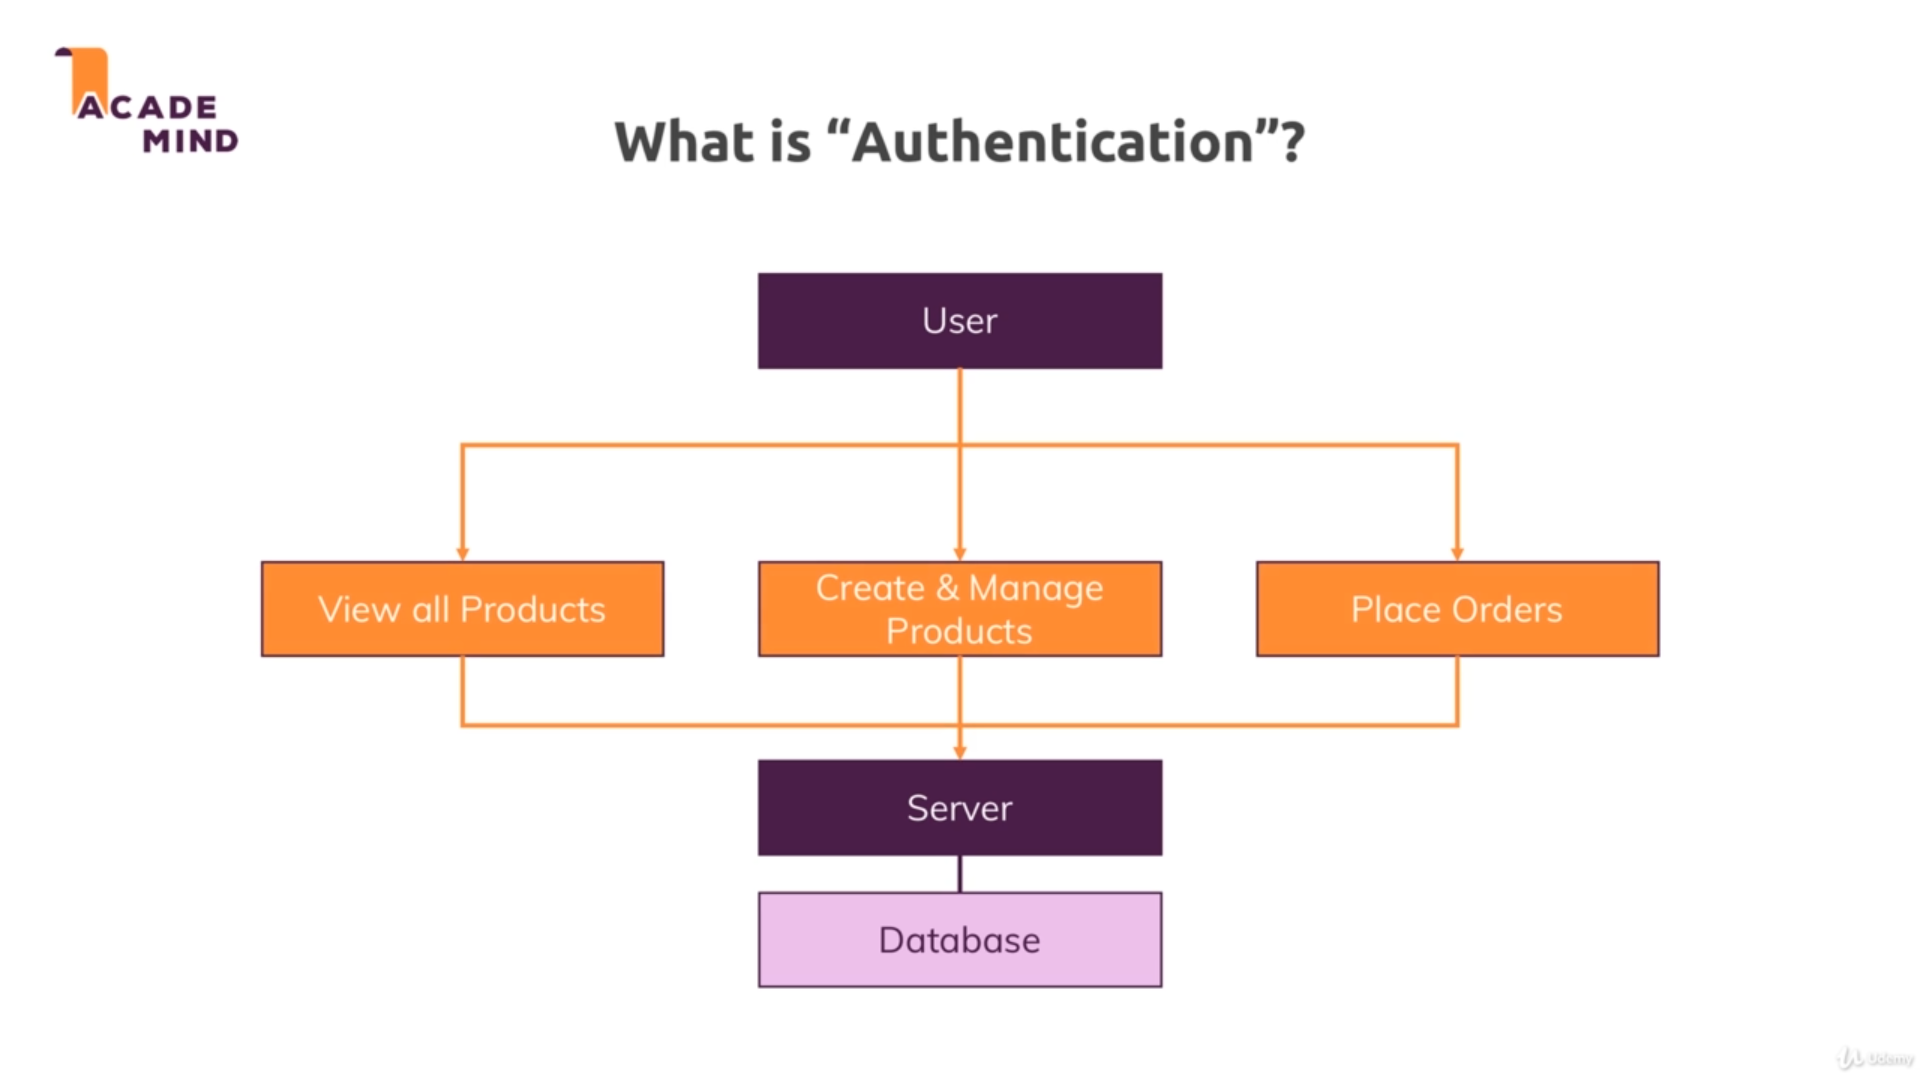 ACADE
MIND
What is “Authentication”?
User
View all Products
Create & Manage
Products
Place Orders
Server
Database
Udemy